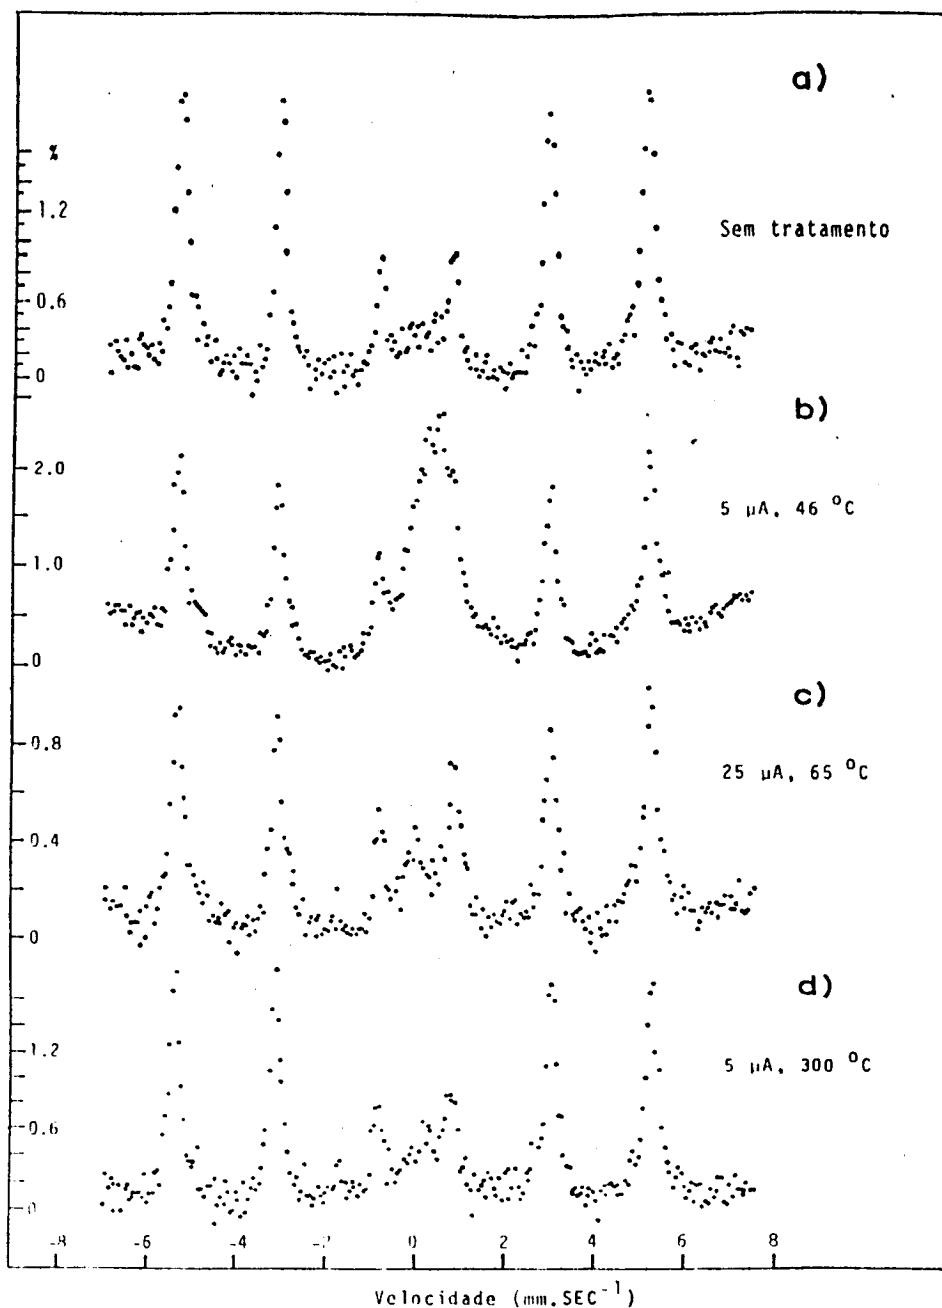 a)
%
1.2
Sem tratamento
0.6
0
b)
2.0
5 µA, 46 °C
1.0
0
c)
0.8
25 µA, 65 °C
0.4
0
d)
1.2
5 µA, 300 °C
0.6
0
-8 -6 -4 -2 0 2 4 6 8
Velocidade (mm.SEC⁻¹)